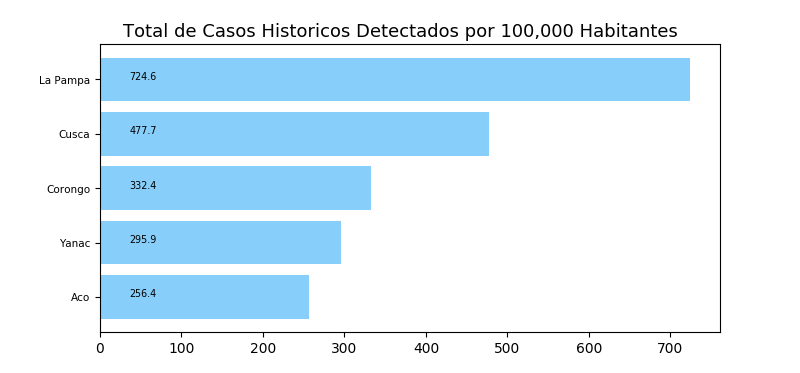 Total de Casos Historicos Detectados por 100,000 Habitantes
La Pampa 724.6
Cusca 477.7
Corongo 332.4
Yanac 295.9
Aco 256.4
0 100 200 300 400 500 600 700